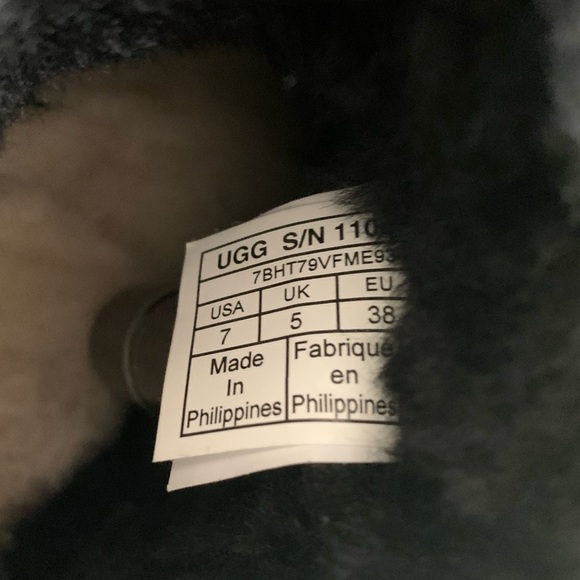 UGG S/N 110
7BHT79VFME93
USA UK EU
7 5 38
Made Fabriqué
In en
Philippines Philippines